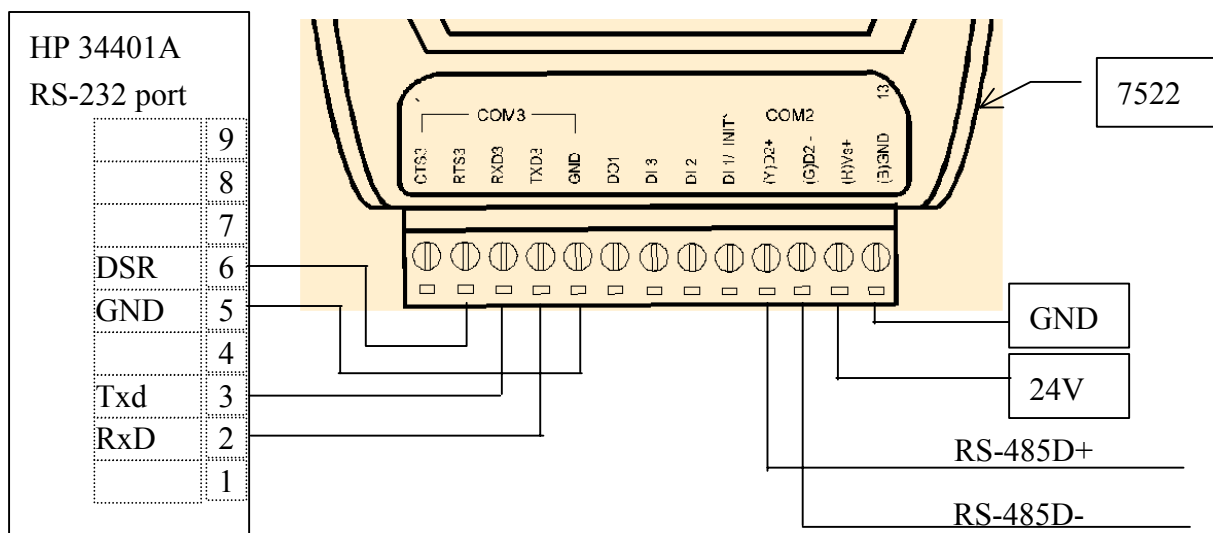 HP 34401A
RS-232 port
9
8
7
DSR 6
GND 5
4
Txd 3
RxD 2
1
COM3
COM2
13
CTS3
RTS3
RXD3
TXD3
GND
DO1
DI 3
DI 2
DI 1/ INIT*
(Y)D2+
(G)D2 -
(R)Vs+
(B)GND
7522
GND
24V
RS-485D+
RS-485D-